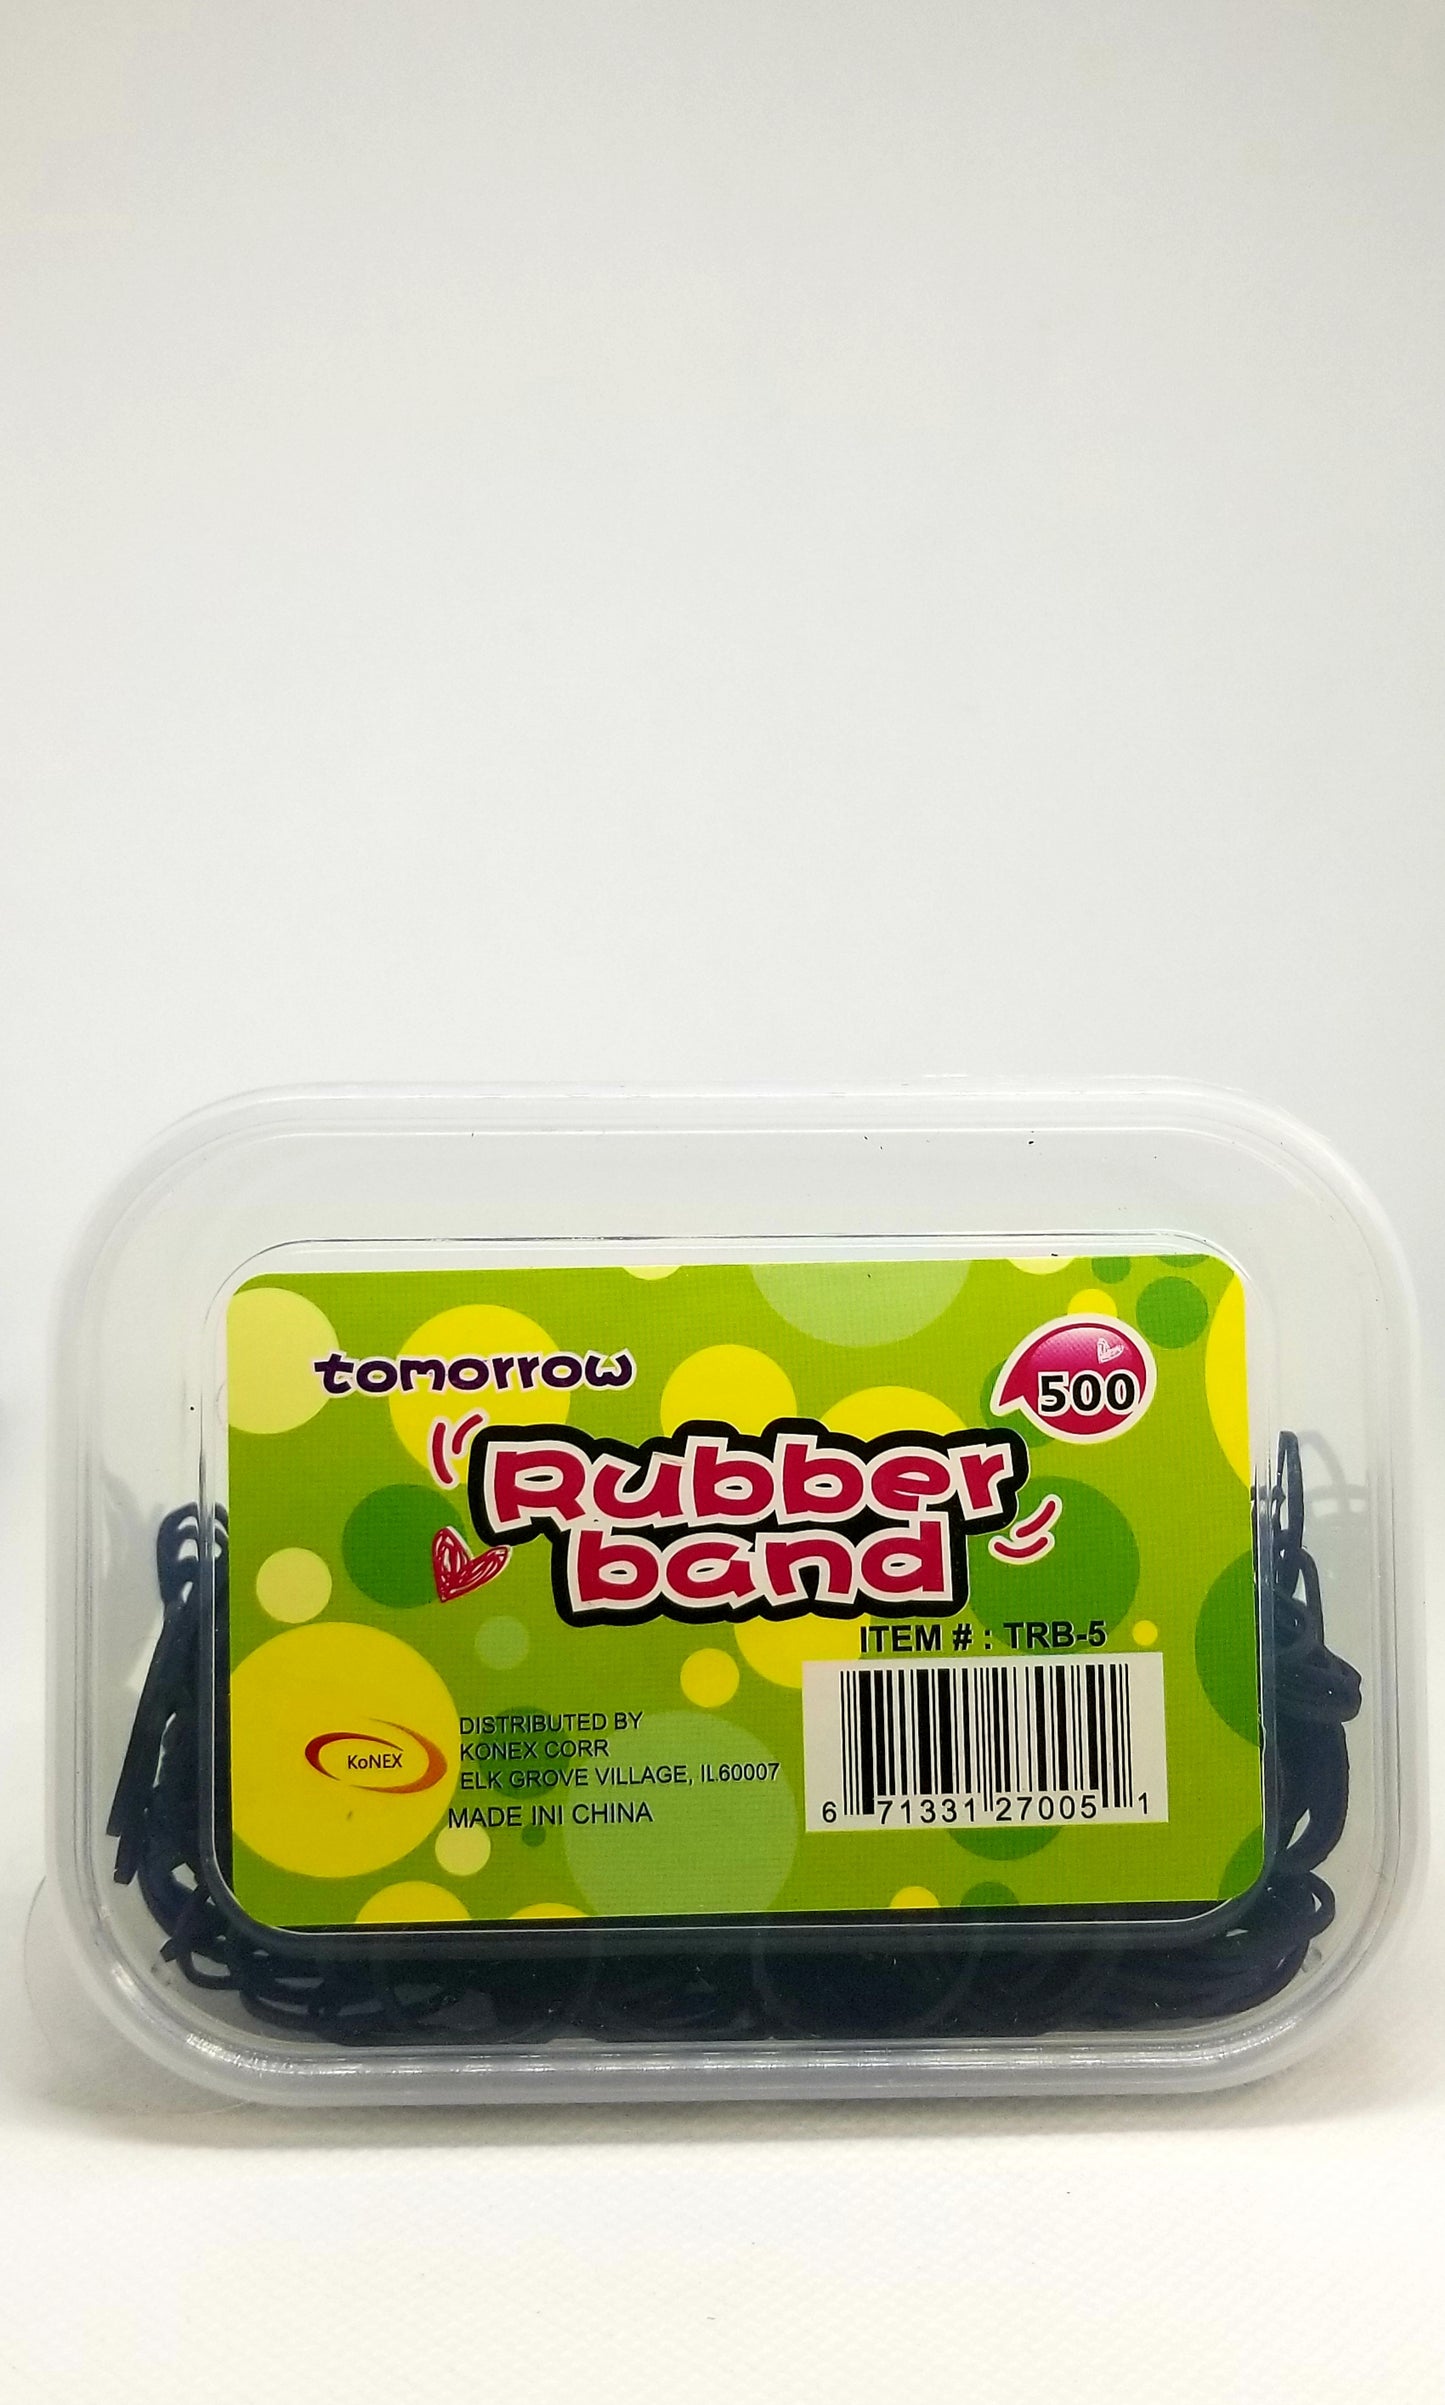 tomorrow
500
Rubber
band
ITEM # : TRB-5
KoNEX
DISTRIBUTED BY
KONEX CORR
ELK GROVE VILLAGE, IL60007
MADE INI CHINA
6 71331 27005 1